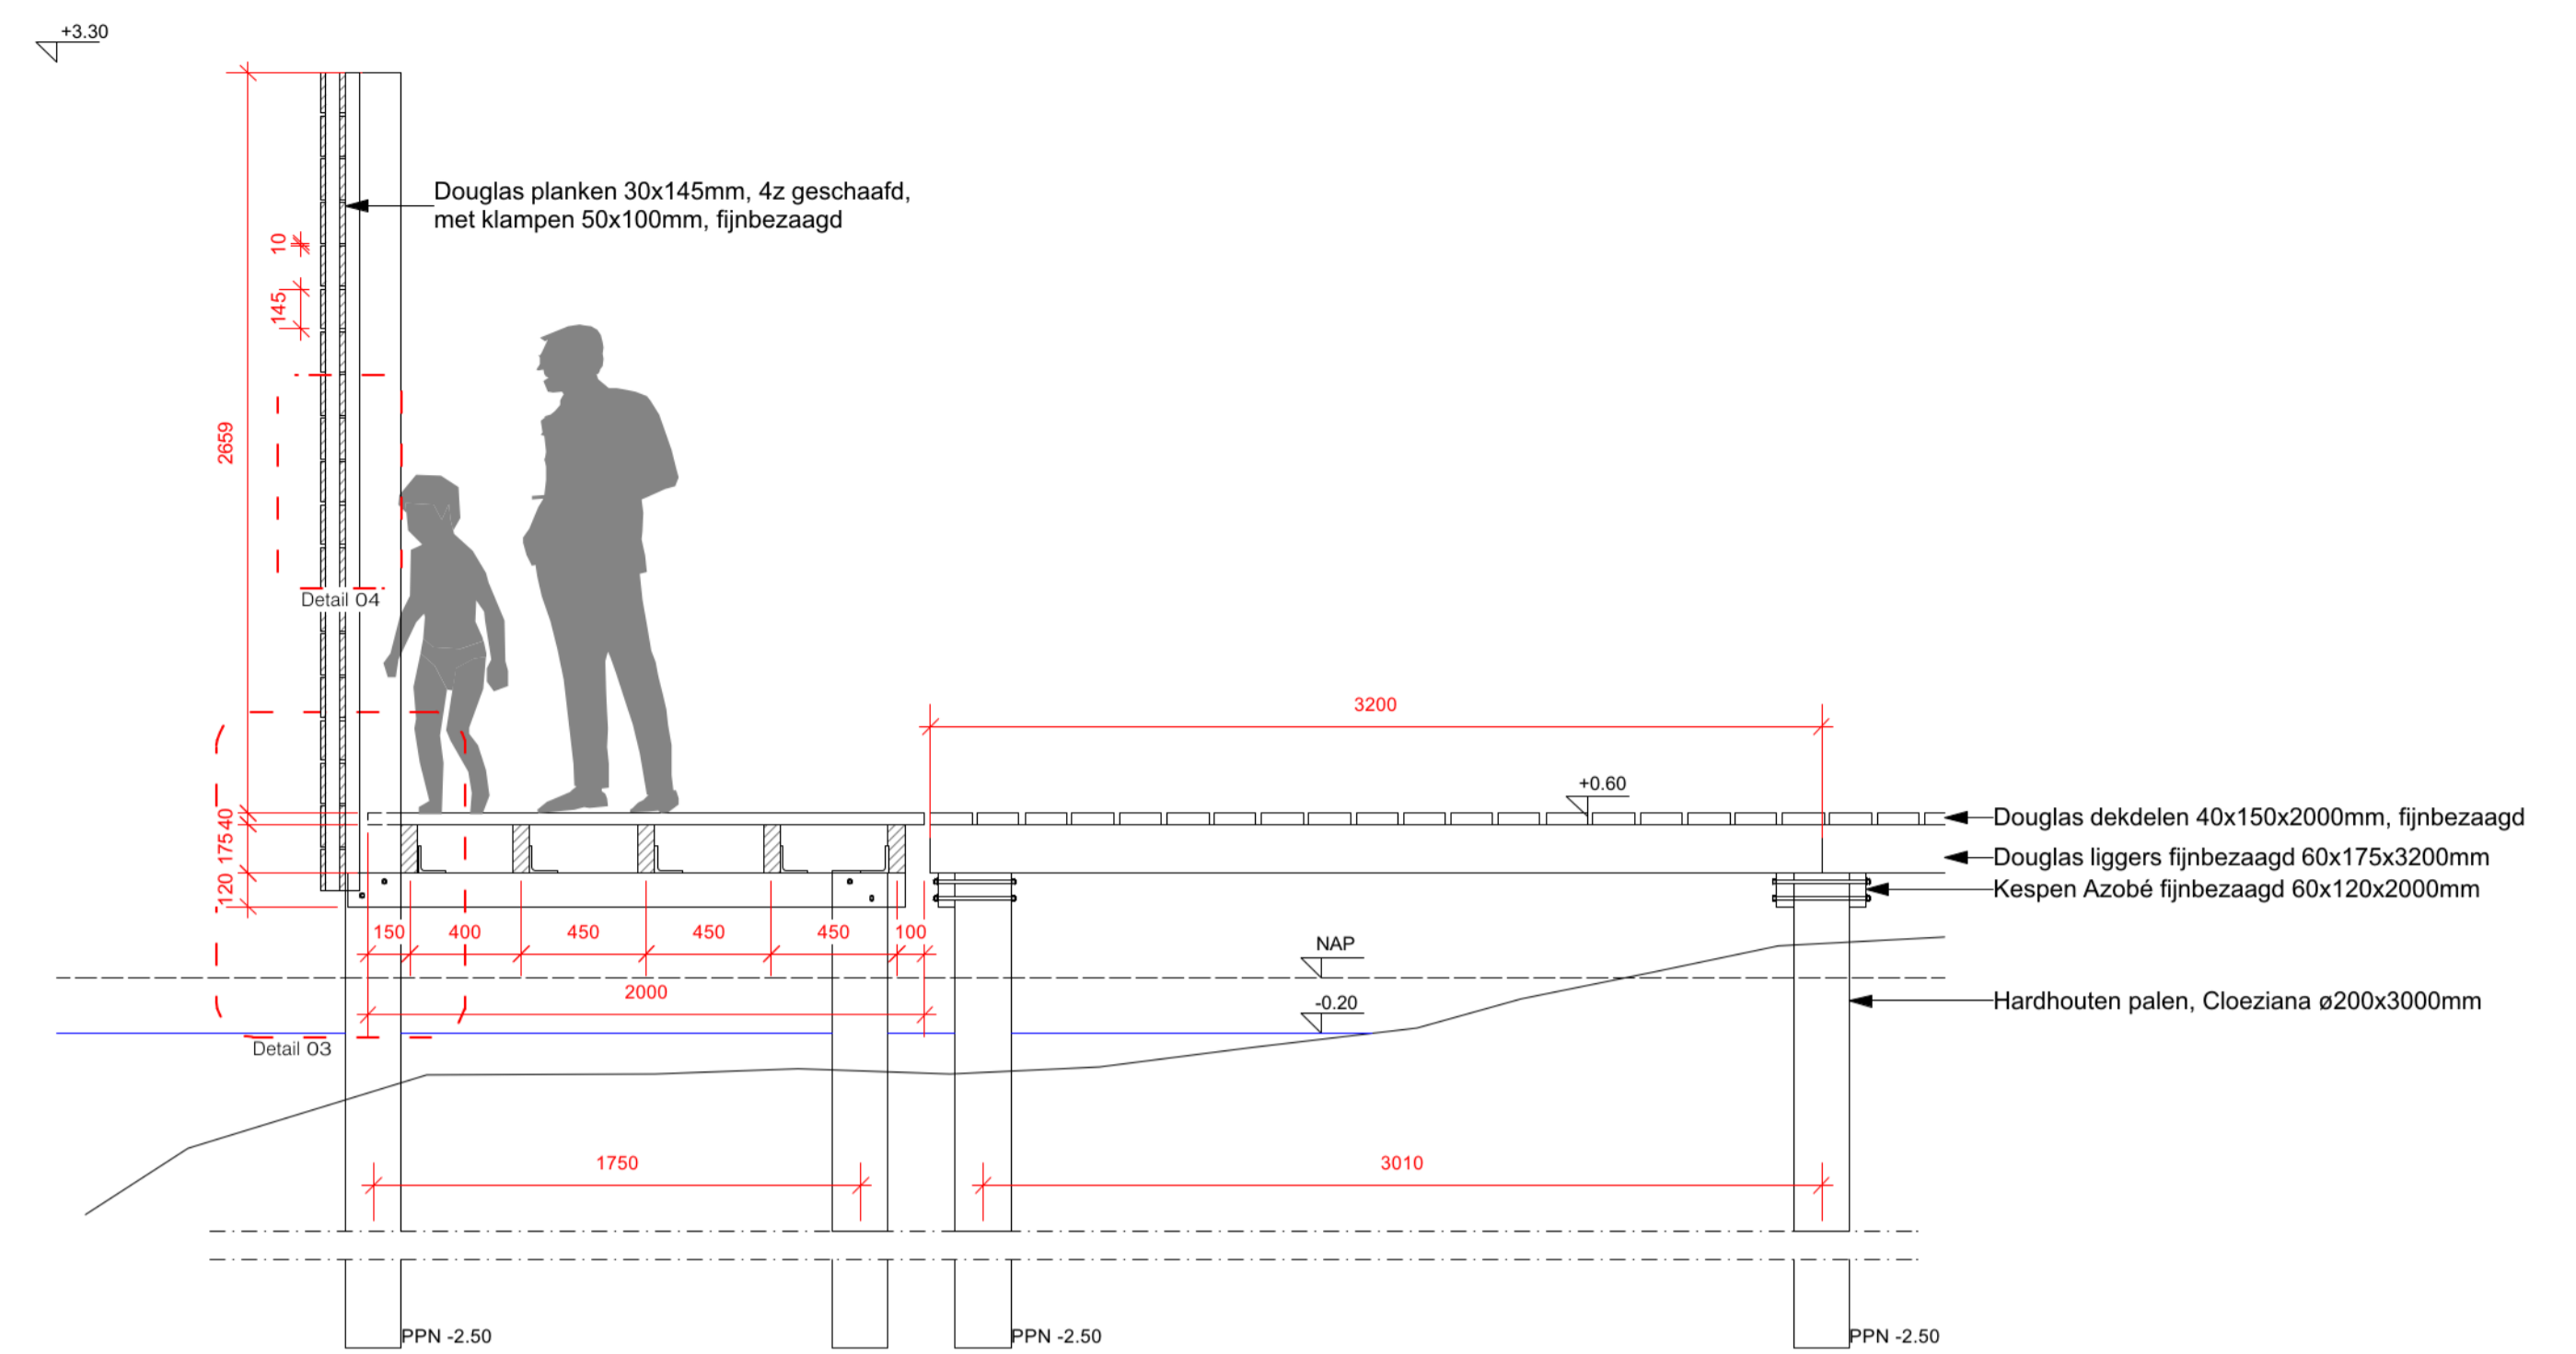 +3.30
Douglas planken 30x145mm, 4z geschaafd,
met klampen 50x100mm, fijnbezaagd
10
145
2659
Detail 04
3200
+0.60
40
175
120
Douglas dekdelen 40x150x2000mm, fijnbezaagd
Douglas liggers fijnbezaagd 60x175x3200mm
Kespen Azobé fijnbezaagd 60x120x2000mm
150 400 450 450 450 100
NAP
2000
-0.20
Hardhouten palen, Cloeziana ø200x3000mm
Detail 03
1750
3010
PPN -2.50
PPN -2.50
PPN -2.50